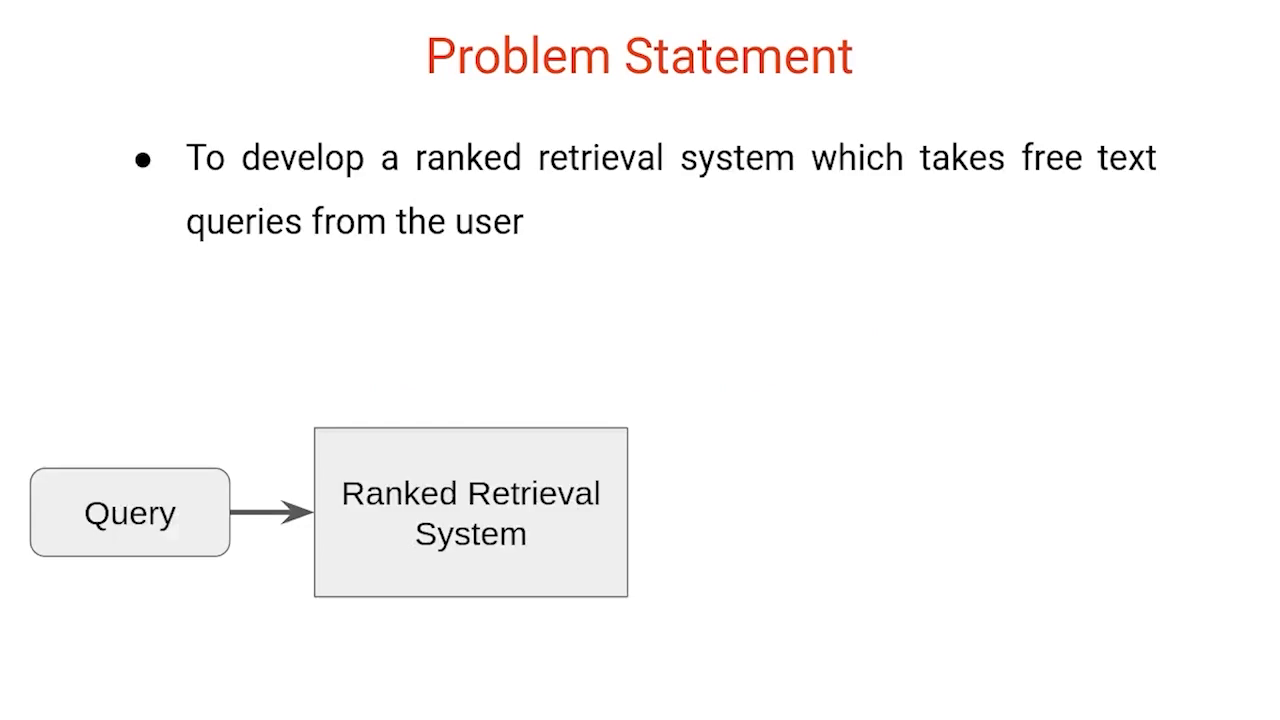 Problem Statement
● To develop a ranked retrieval system which takes free text
queries from the user
Query
Ranked Retrieval
System